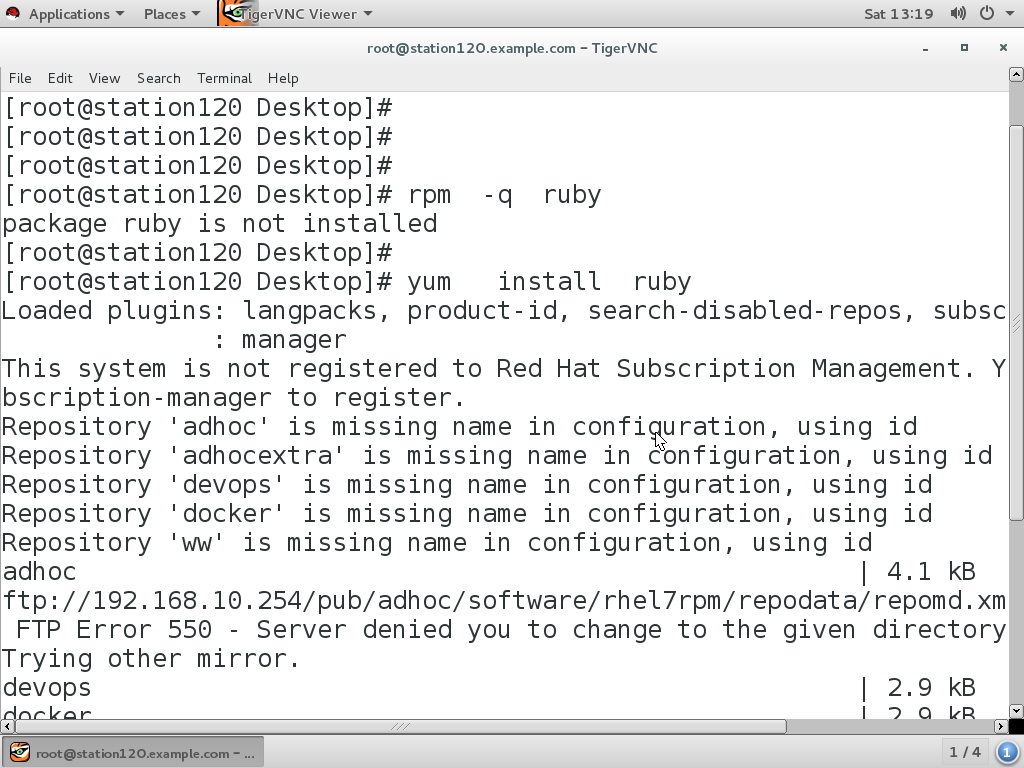 Applications Places TigerVNC Viewer Sat 13:19
root@station120.example.com – TigerVNC
File Edit View Search Terminal Help
[root@station120 Desktop]#
[root@station120 Desktop]#
[root@station120 Desktop]#
[root@station120 Desktop]# rpm  -q  ruby
package ruby is not installed
[root@station120 Desktop]#
[root@station120 Desktop]# yum   install  ruby
Loaded plugins: langpacks, product-id, search-disabled-repos, subsc
              : manager
This system is not registered to Red Hat Subscription Management. Y
bscription-manager to register.
Repository 'adhoc' is missing name in configuration, using id
Repository 'adhocextra' is missing name in configuration, using id
Repository 'devops' is missing name in configuration, using id
Repository 'docker' is missing name in configuration, using id
Repository 'ww' is missing name in configuration, using id
adhoc                                                    | 4.1 kB
ftp://192.168.10.254/pub/adhoc/software/rhel7rpm/repodata/repomd.xm
 FTP Error 550 - Server denied you to change to the given directory
Trying other mirror.
devops                                                   | 2.9 kB
docker                                                   | 2.9 kB
root@station120.example.com – ... 1 / 4 1